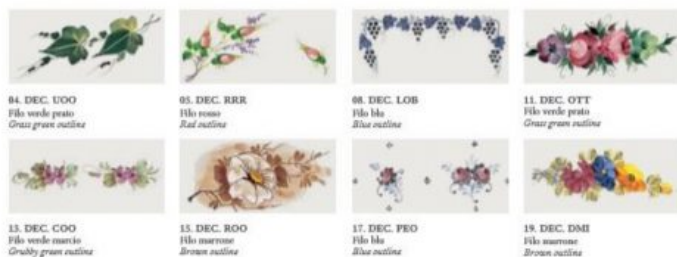 04. DEC. UOO
Filo verde prato
Grass green outline
05. DEC. RRR
Filo rosso
Red outline
08. DEC. LOB
Filo blu
Blue outline
11. DEC. OTT
Filo verde prato
Grass green outline
13. DEC. COO
Filo verde marcio
Grubby green outline
15. DEC. ROO
Filo marrone
Brown outline
17. DEC. FEO
Filo blu
Blue outline
19. DEC. DMI
Filo marrone
Brown outline